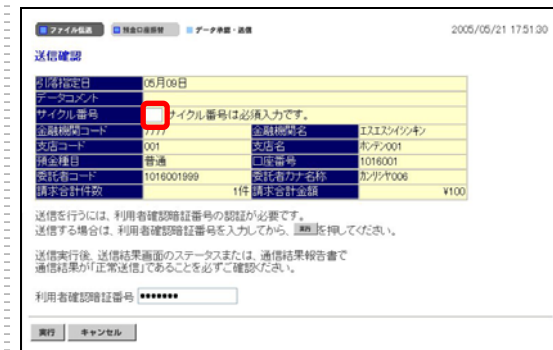 ファイル伝送 預金口座振替 データ承認・送信 2005/05/21 17:51:30
送信確認
引落指定日 05月09日
データコメント
サイクル番号 サイクル番号は必須入力です。
金融機関コード 7777 金融機関名 エスエスシイシンキン
支店コード 001 支店名 ホンテン001
預金種目 普通 口座番号 1016001
委託者コード 1016001999 委託者カナ名称 カンリシヤ006
請求合計件数 1件 請求合計金額 ¥100
送信を行うには、利用者確認暗証番号の認証が必要です。
送信する場合は、利用者確認暗証番号を入力してから、 実行 を押してください。
送信実行後、送信結果画面のステータスまたは、通信結果報告書で
通信結果が「正常送信」であることを必ずご確認ください。
利用者確認暗証番号 •••••••
実行 キャンセル